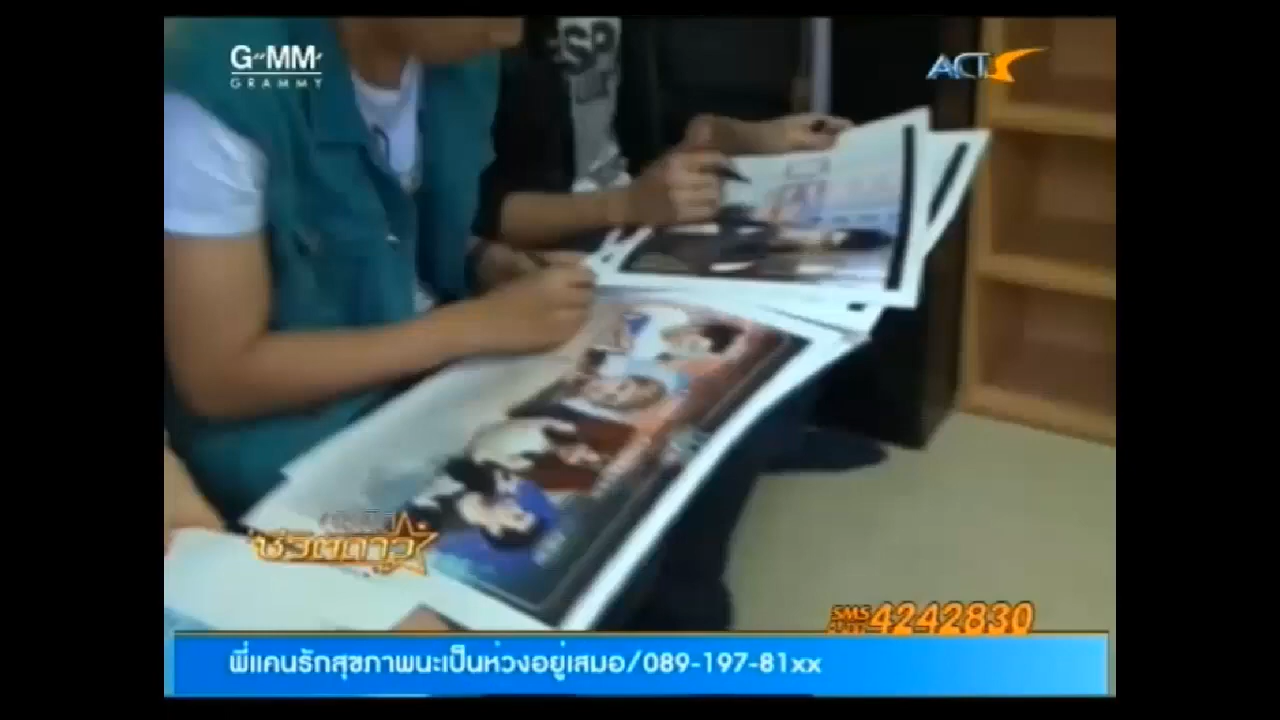 G"MM'
GRAMMY
ACT
SP
ชีวิตดาว
SMS
4242830
พี่แคนรักสุขภาพนะเป็นห่วงอยู่เสมอ/089-197-81xx